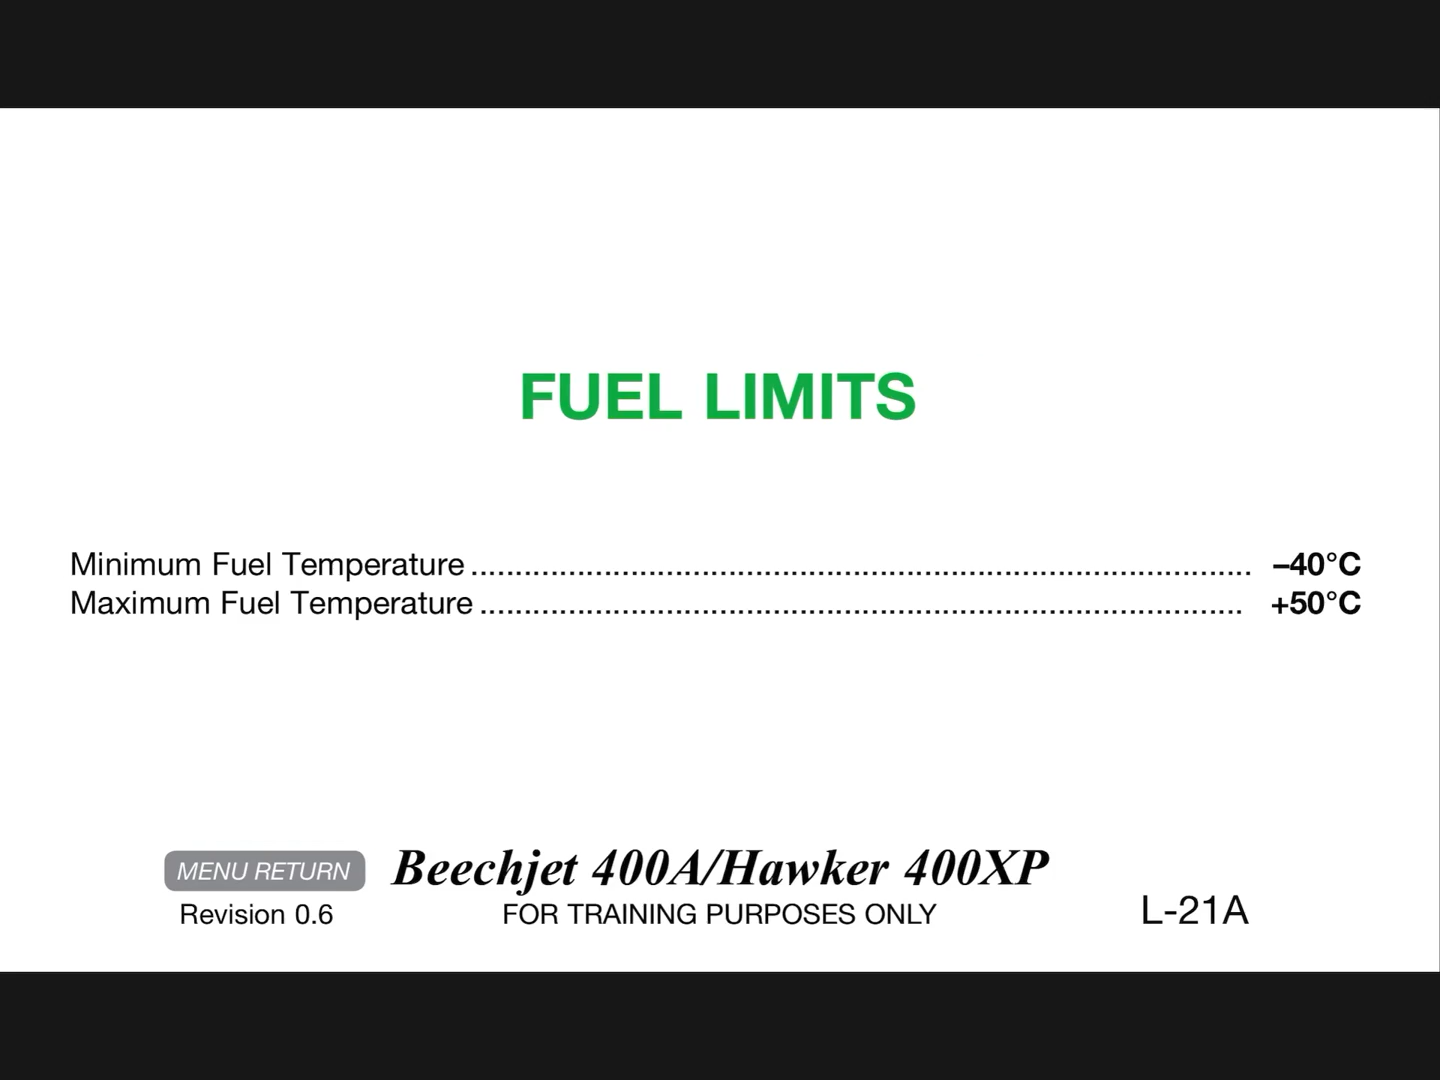 FUEL LIMITS
Minimum Fuel Temperature........................................................................................ –40°C
Maximum Fuel Temperature...................................................................................... +50°C
MENU RETURN Beechjet 400A/Hawker 400XP
Revision 0.6 FOR TRAINING PURPOSES ONLY L-21A